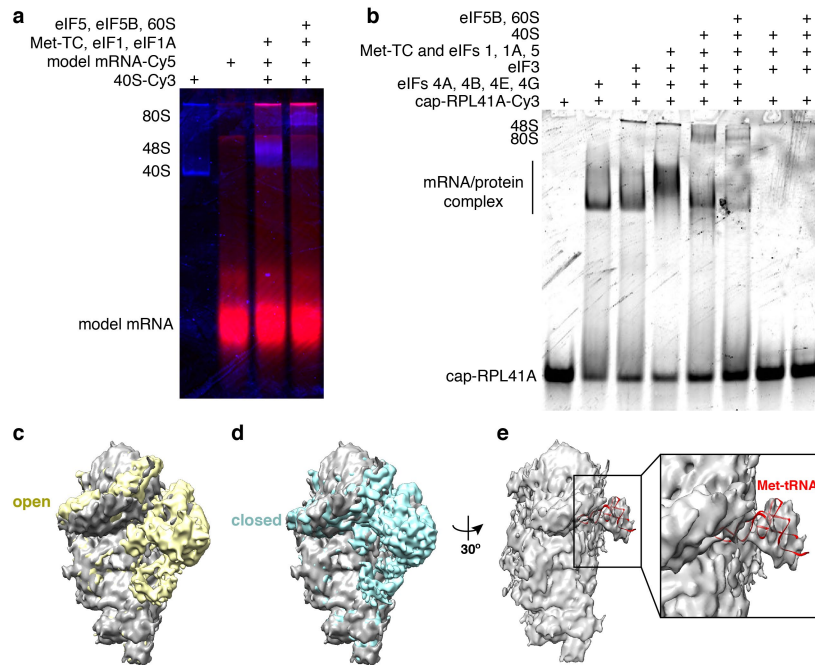 a
eIF5, eIF5B, 60S +
Met-TC, eIF1, eIF1A + +
model mRNA-Cy5 + + +
40S-Cy3 + + +
80S
48S
40S
model mRNA
b
eIF5B, 60S + +
40S + + + +
Met-TC and eIFs 1, 1A, 5 + + + + +
eIF3 + + + + + +
eIFs 4A, 4B, 4E, 4G + + + + +
cap-RPL41A-Cy3 + + + + + + + +
48S
80S
mRNA/protein
complex
cap-RPL41A
c
open
d
closed
30°
e
Met-tRNA